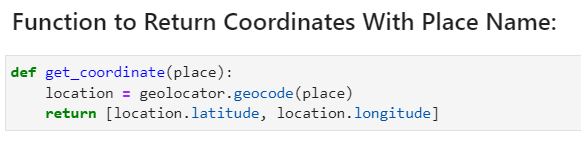 Function to Return Coordinates With Place Name:
def get_coordinate(place):
    location = geolocator.geocode(place)
    return [location.latitude, location.longitude]